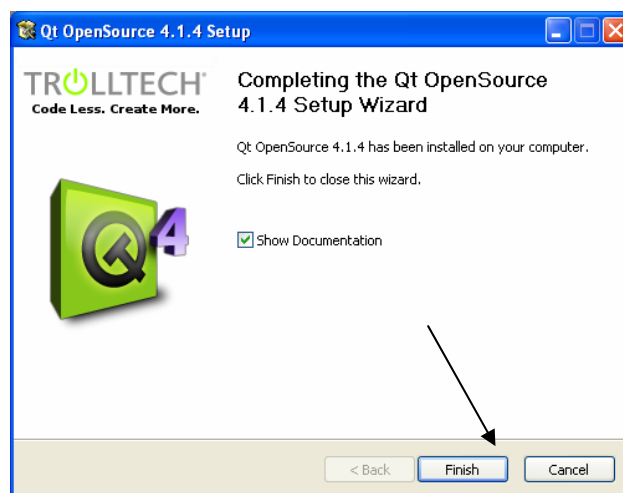 Qt OpenSource 4.1.4 Setup
TROLLTECH
Code Less. Create More.
Completing the Qt OpenSource
4.1.4 Setup Wizard
Qt OpenSource 4.1.4 has been installed on your computer.
Click Finish to close this wizard.
Show Documentation
Q 4
< Back
Finish
Cancel